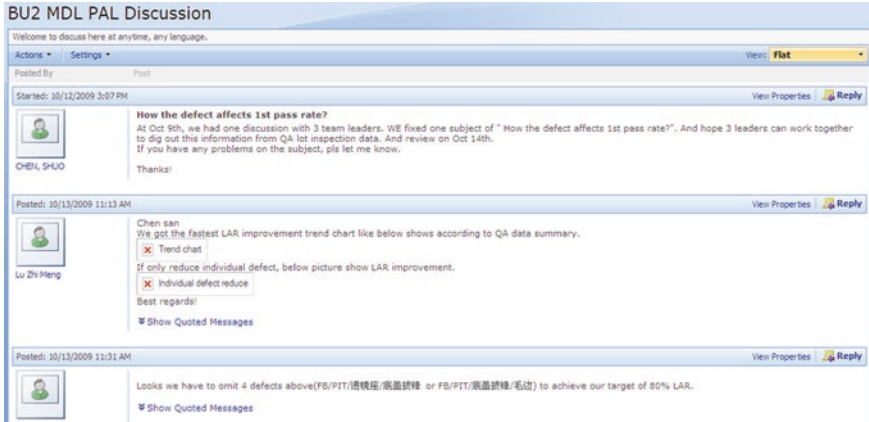 BU2 MDL PAL Discussion
Welcome to discuss here at anytime, any language.
Actions Settings View: Flat
Posted By Post
Started: 10/12/2009 3:07 PM View Properties Reply
How the defect affects 1st pass rate?
At Oct 9th, we had one discussion with 3 team leaders. WE fixed one subject of " How the defect affects 1st pass rate?". And hope 3 leaders can work together
to dig out this information from QA lot inspection data. And review on Oct 14th.
If you have any problems on the subject, pls let me know.
CHEN, SHUO
Thanks!
Posted: 10/13/2009 11:13 AM View Properties Reply
Chen san
We got the fastest LAR improvement trend chart like below shows according to QA data summary.
Trend chart
If only reduce individual defect, below picture show LAR improvement.
Lu Zhi Meng
Individual defect reduce
Best regards!
Show Quoted Messages
Posted: 10/13/2009 11:31 AM View Properties Reply
Looks we have to omit 4 defects above(FB/PIT/透镜座/底盖披锋 or FB/PIT/底盖披锋/毛边) to achieve our target of 80% LAR.
Show Quoted Messages